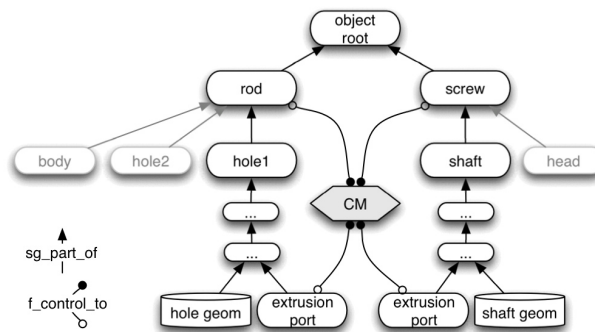 object
root
rod
screw
body
hole2
hole1
shaft
head
...
CM
...
sg_part_of
...
...
f_control_to
hole geom
extrusion
port
extrusion
port
shaft geom